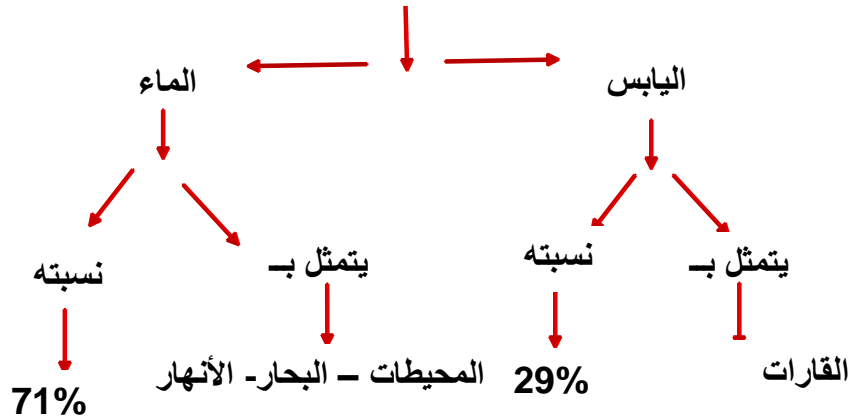 اليابس
الماء
يتمثل بـ
نسبته
يتمثل بـ
نسبته
القارات
29%
المحيطات – البحار- الأنهار
71%